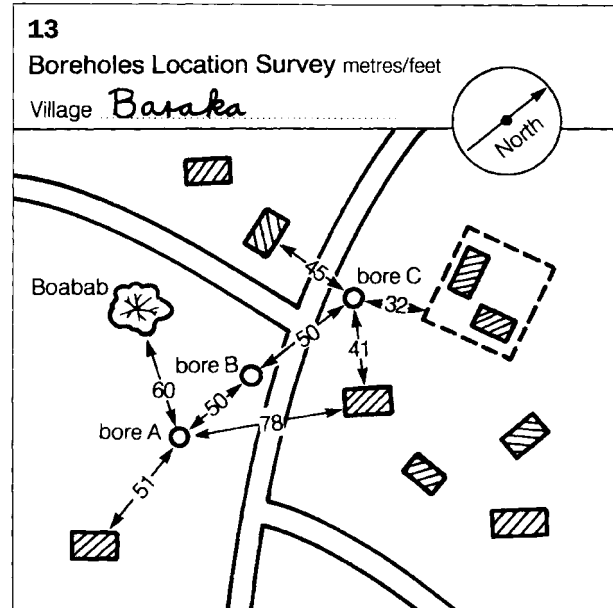 13
Boreholes Location Survey metres/feet
Village Baraka
North
Boabab
45
bore C
32
50
41
bore B
60
50
78
bore A
51